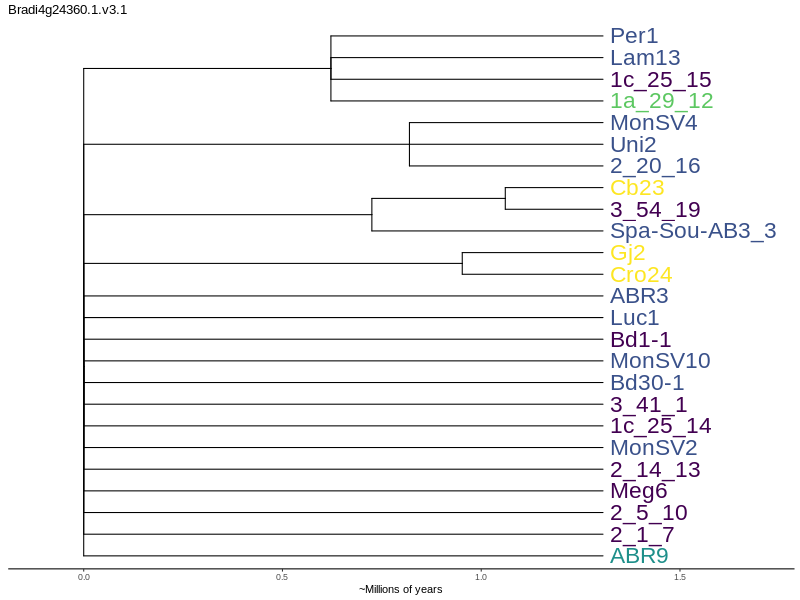 Bradi4g24360.1.v3.1
Per1
Lam13
1c_25_15
1a_29_12
MonSV4
Uni2
2_20_16
Cb23
3_54_19
Spa-Sou-AB3_3
Gj2
Cro24
ABR3
Luc1
Bd1-1
MonSV10
Bd30-1
3_41_1
1c_25_14
MonSV2
2_14_13
Meg6
2_5_10
2_1_7
ABR9
0.0 0.5 1.0 1.5
~Millions of years